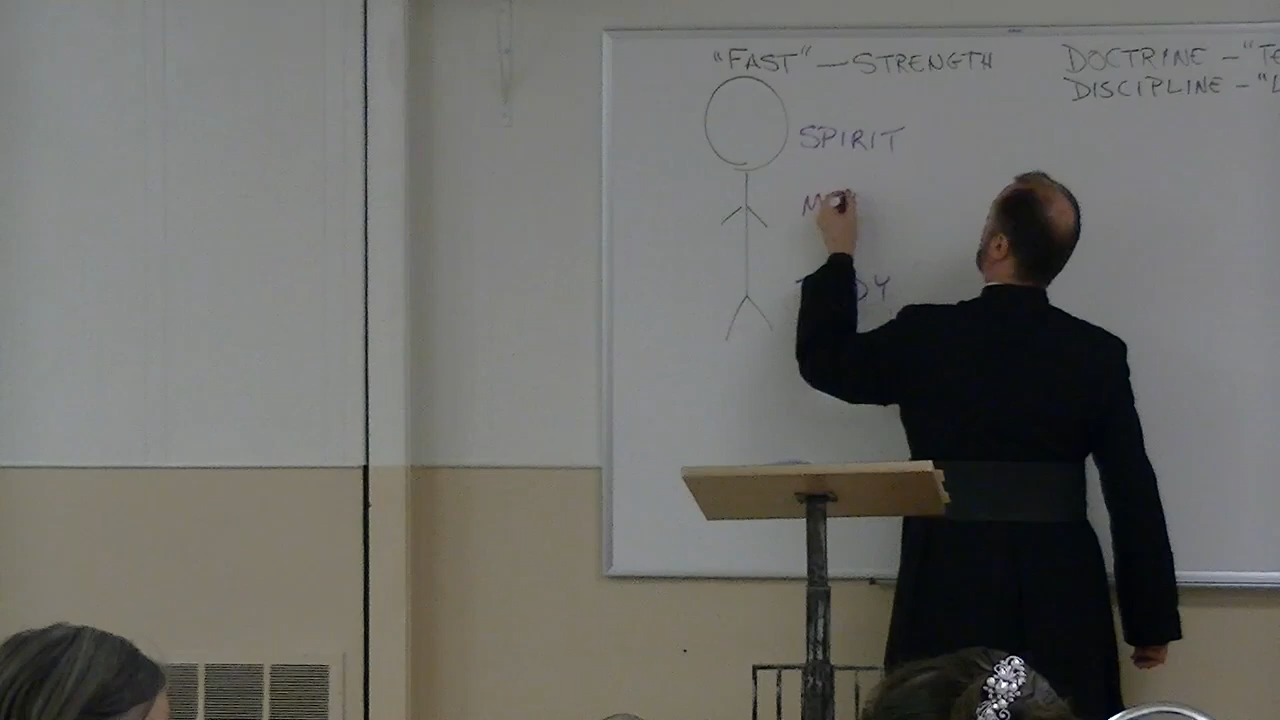 "FAST" — STRENGTH
DOCTRINE - "TE
DISCIPLINE - "L
SPIRIT